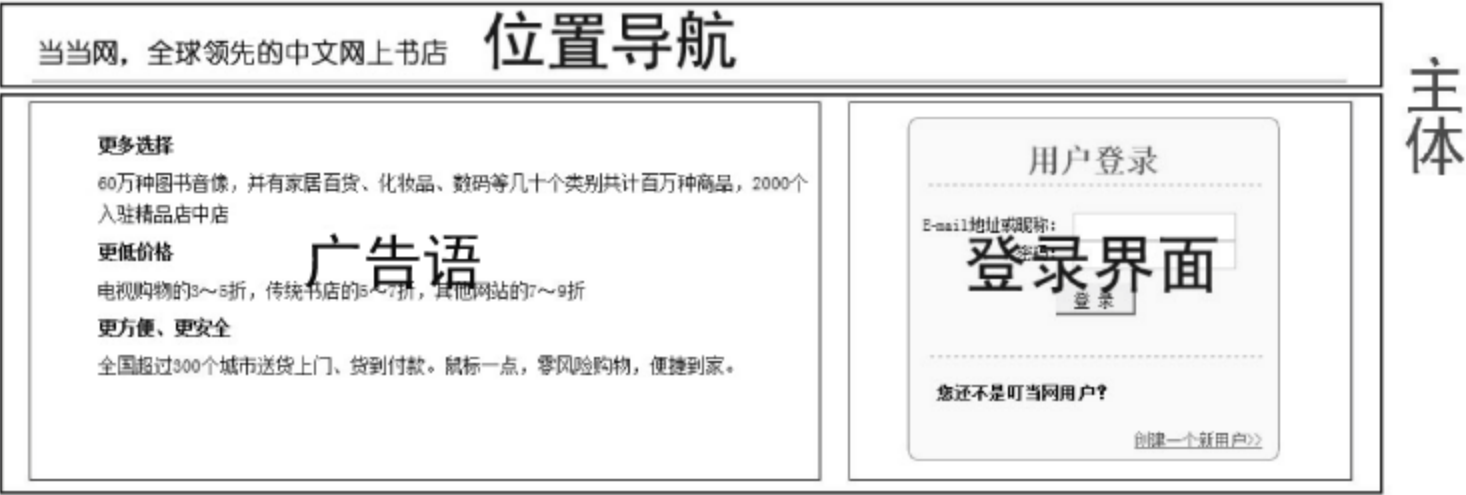 当当网，全球领先的中文网上书店
位置导航
主体
更多选择
60万种图书音像，并有家居百货、化妆品、数码等几十个类别共计百万种商品，2000个
入驻精品店中店
更低价格
广告语
电视购物的3～5折，传统书店的5～7折，其他网站的7～9折
更方便、更安全
全国超过300个城市送货上门、货到付款。鼠标一点，零风险购物，便捷到家。
用户登录
E-mail地址或昵称：
密码：
登录界面
登 录
您还不是叮当网用户？
创建一个新用户>>